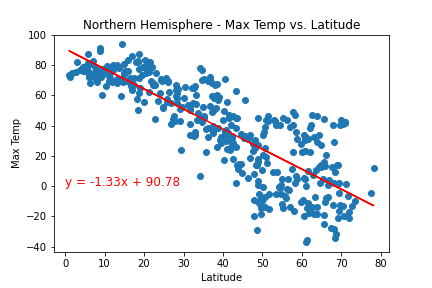 Northern Hemisphere - Max Temp vs. Latitude
100
80
60
40
20
0
−20
−40
Max Temp
y = -1.33x + 90.78
0 10 20 30 40 50 60 70 80
Latitude